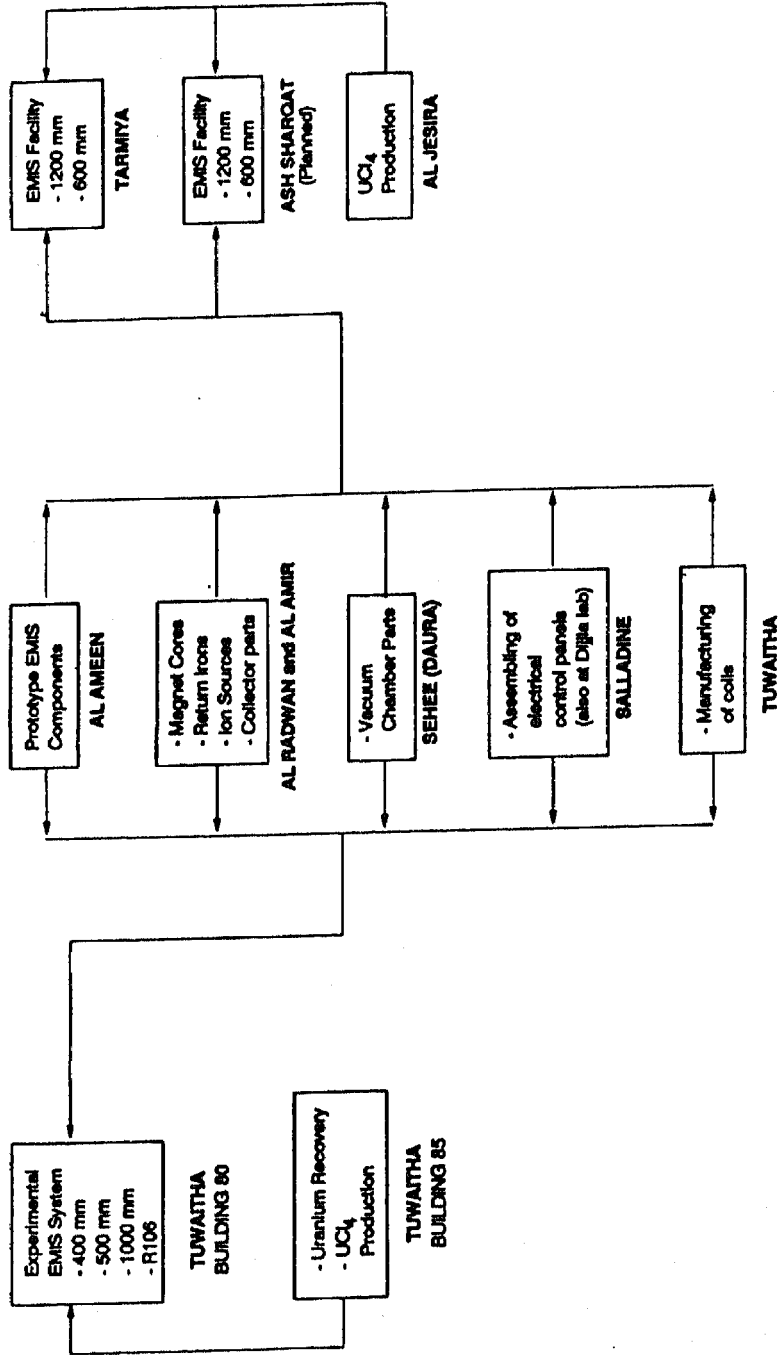 Experimental
EMIS System
- 400 mm
- 500 mm
- 1000 mm
- R106
TUWAITHA
BUILDING 80
- Uranium Recovery
- UCl₄
Production
TUWAITHA
BUILDING 85
Prototype EMIS
Components
AL AMEEN
- Magnet Cores
- Return Irons
- Ion Sources
- Collector parts
AL RADWAN and AL AMIR
- Vacuum
Chamber Parts
SEHEE (DAURA)
- Assembling of
electrical
control panels
(also at Dijla lab)
SALLADINE
- Manufacturing
of coils
TUWAITHA
EMIS Facility
- 1200 mm
- 600 mm
TARMIYA
EMIS Facility
- 1200 mm
- 600 mm
ASH SHARQAT
(Planned)
UCl₄
Production
AL JESIRA